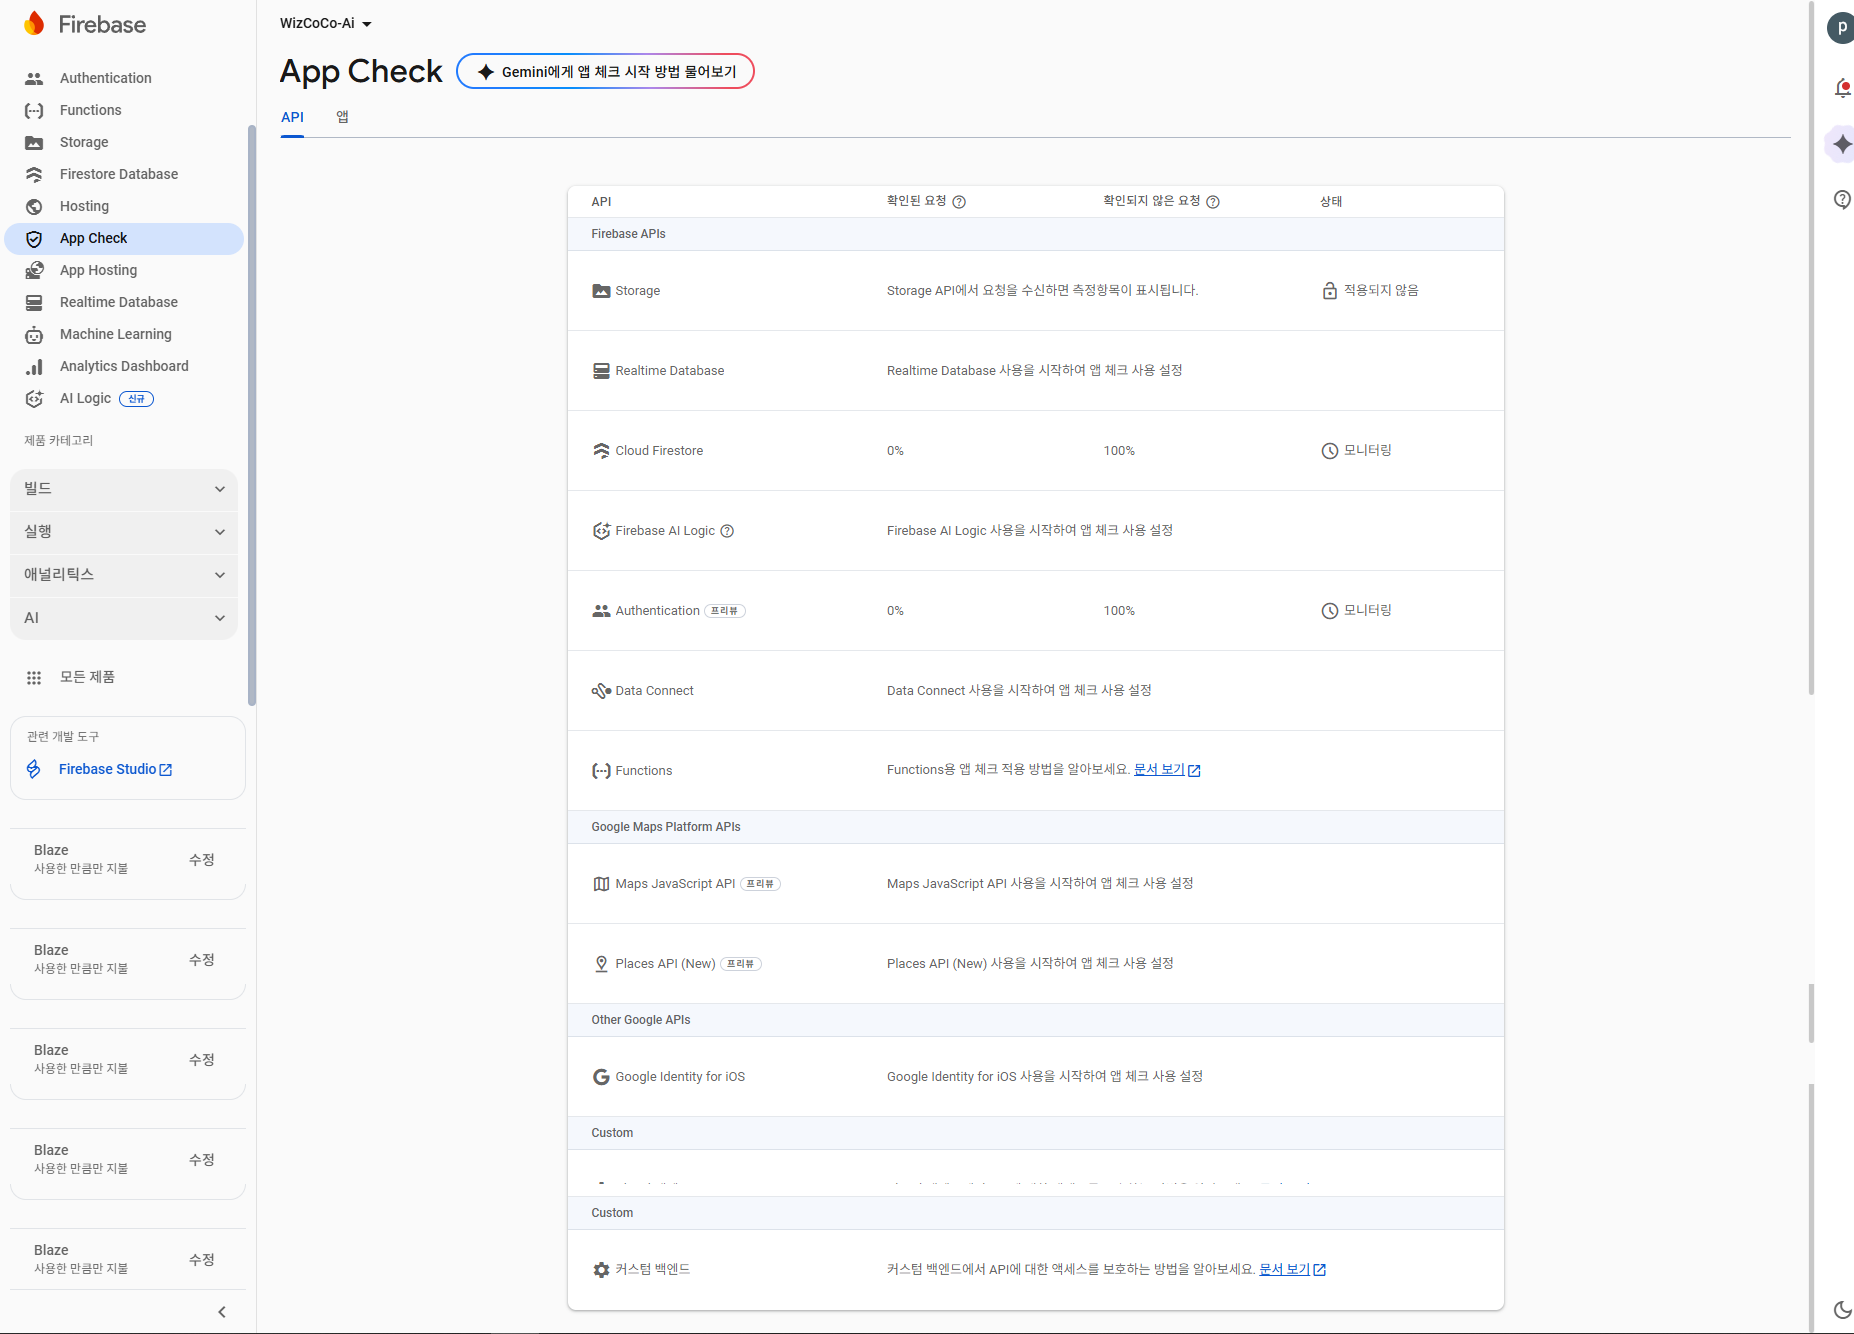 Firebase
Authentication
Functions
Storage
Firestore Database
Hosting
App Check
App Hosting
Realtime Database
Machine Learning
Analytics Dashboard
AI Logic 신규
제품 카테고리
빌드
실행
애널리틱스
AI
모든 제품
관련 개발 도구
Firebase Studio
Blaze
사용한 만큼만 지불
수정
Blaze
사용한 만큼만 지불
수정
Blaze
사용한 만큼만 지불
수정
Blaze
사용한 만큼만 지불
수정
Blaze
사용한 만큼만 지불
수정
WizCoCo-Ai
App Check
Gemini에게 앱 체크 시작 방법 물어보기
API 앱
API 확인된 요청 확인되지 않은 요청 상태
Firebase APIs
Storage Storage API에서 요청을 수신하면 측정항목이 표시됩니다. 적용되지 않음
Realtime Database Realtime Database 사용을 시작하여 앱 체크 사용 설정
Cloud Firestore 0% 100% 모니터링
Firebase AI Logic Firebase AI Logic 사용을 시작하여 앱 체크 사용 설정
Authentication 프리뷰 0% 100% 모니터링
Data Connect Data Connect 사용을 시작하여 앱 체크 사용 설정
Functions Functions용 앱 체크 적용 방법을 알아보세요. 문서 보기
Google Maps Platform APIs
Maps JavaScript API 프리뷰 Maps JavaScript API 사용을 시작하여 앱 체크 사용 설정
Places API (New) 프리뷰 Places API (New) 사용을 시작하여 앱 체크 사용 설정
Other Google APIs
Google Identity for iOS Google Identity for iOS 사용을 시작하여 앱 체크 사용 설정
Custom
Custom
커스텀 백엔드 커스텀 백엔드에서 API에 대한 액세스를 보호하는 방법을 알아보세요. 문서 보기
p